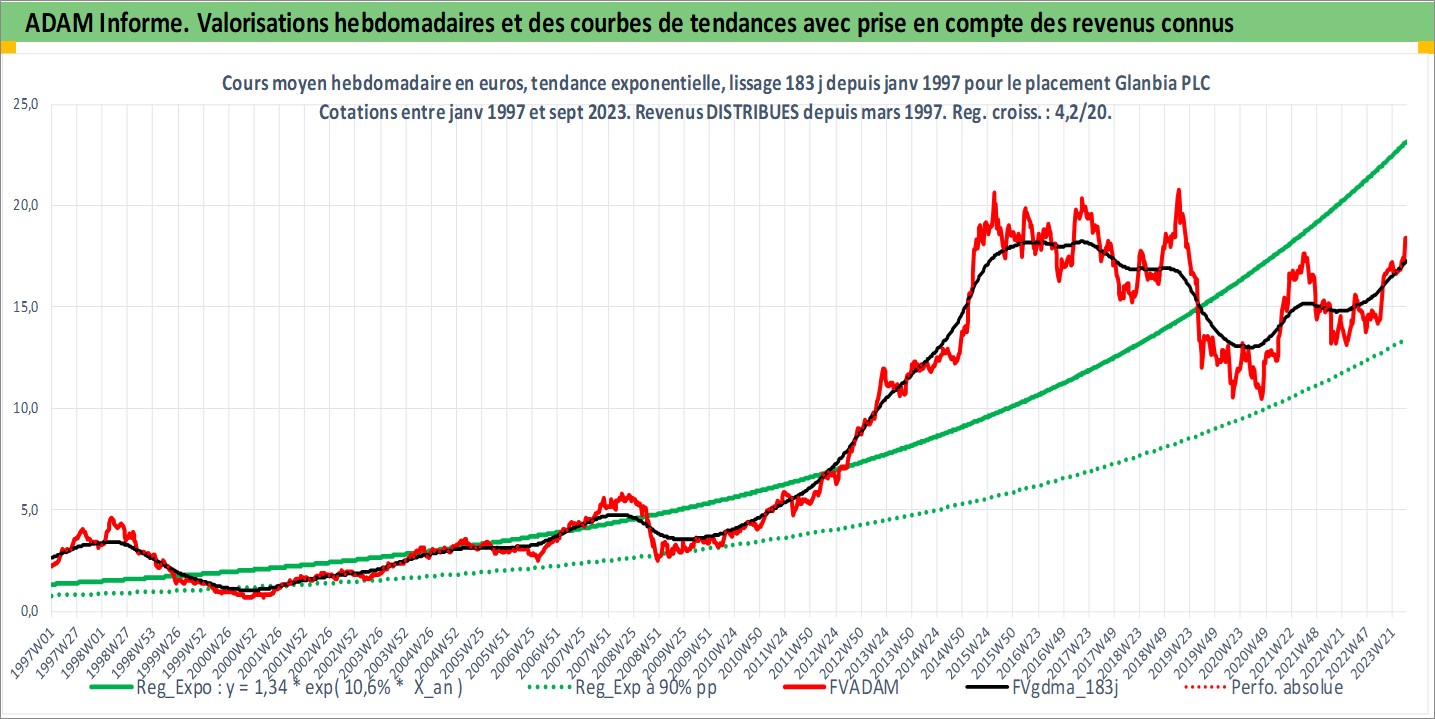 ADAM Informe. Valorisations hebdomadaires et des courbes de tendances avec prise en compte des revenus connus
Cours moyen hebdomadaire en euros, tendance exponentielle, lissage 183 j depuis janv 1997 pour le placement Glanbia PLC
Cotations entre janv 1997 et sept 2023. Revenus DISTRIBUES depuis mars 1997. Reg. croiss. : 4,2/20.
25,0
20,0
15,0
10,0
5,0
0,0
1997W01 1997W27 1998W01 1998W27 1998W53 1999W26 1999W52 2000W26 2000W52 2001W26 2001W52 2002W26 2002W52 2003W26 2003W52 2004W26 2004W52 2005W25 2005W51 2006W25 2006W51 2007W25 2007W51 2008W25 2008W51 2009W25 2009W51 2010W24 2010W50 2011W24 2011W50 2012W24 2012W50 2013W24 2013W50 2014W24 2014W50 2015W24 2015W50 2016W23 2016W49 2017W23 2017W49 2018W23 2018W49 2019W23 2019W49 2020W23 2020W49 2021W22 2021W48 2022W21 2022W47 2023W21
Reg_Expo : y = 1,34 * exp( 10,6% * X_an ) Reg_Exp à 90% pp FVADAM FVgdma_183j Perfo. absolue